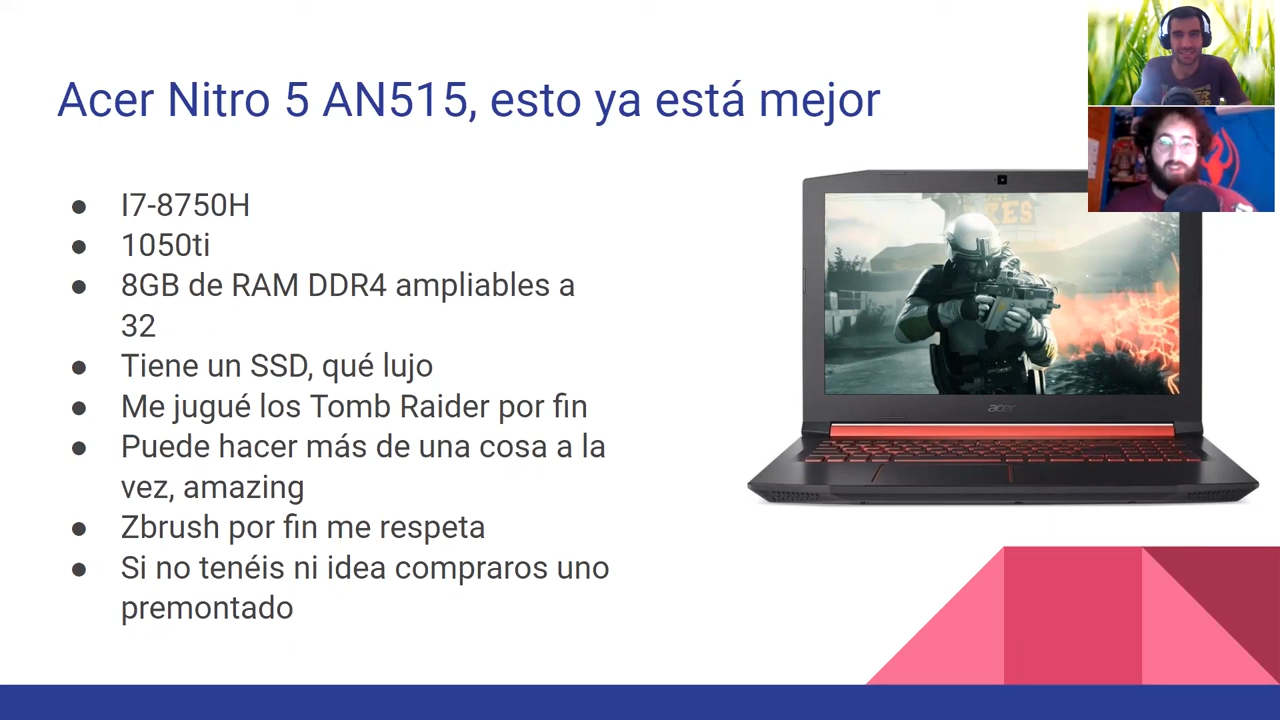 Acer Nitro 5 AN515, esto ya está mejor
● I7-8750H
● 1050ti
● 8GB de RAM DDR4 ampliables a
32
● Tiene un SSD, qué lujo
● Me jugué los Tomb Raider por fin
● Puede hacer más de una cosa a la
vez, amazing
● Zbrush por fin me respeta
● Si no tenéis ni idea compraros uno
premontado
acer